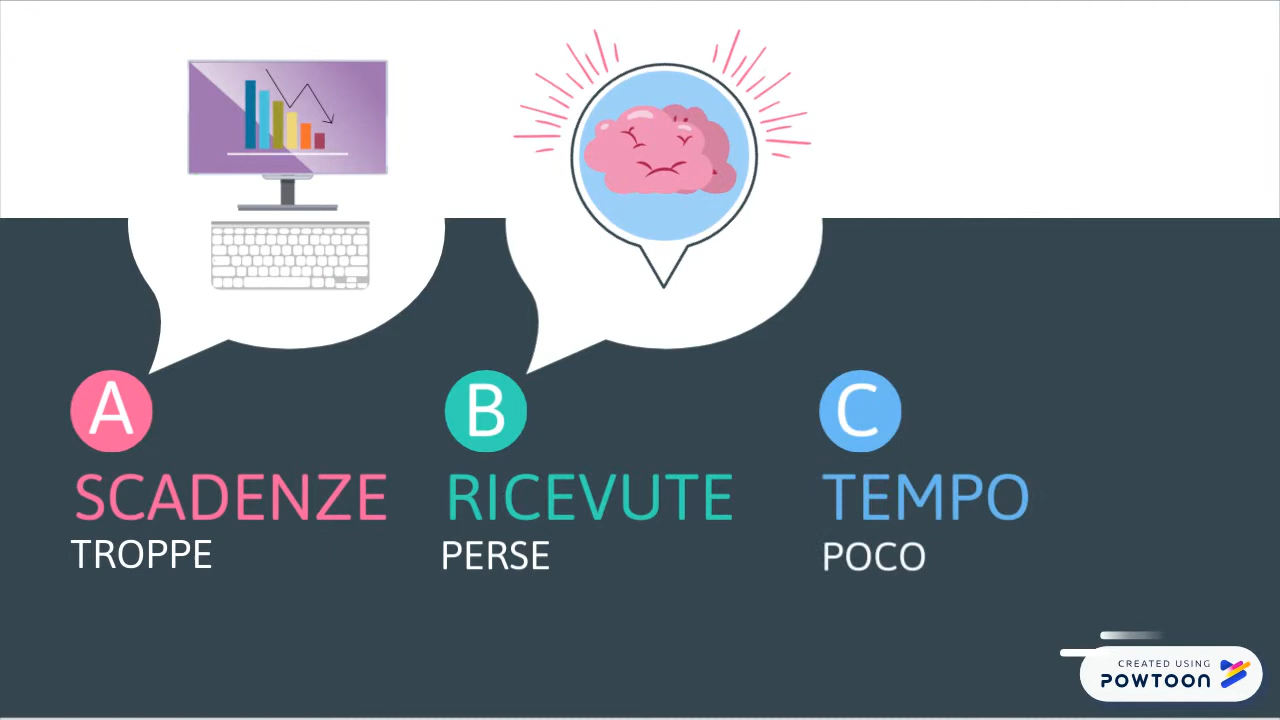 A
SCADENZE
TROPPE
B
RICEVUTE
PERSE
C
TEMPO
POCO
CREATED USING
POWTOON